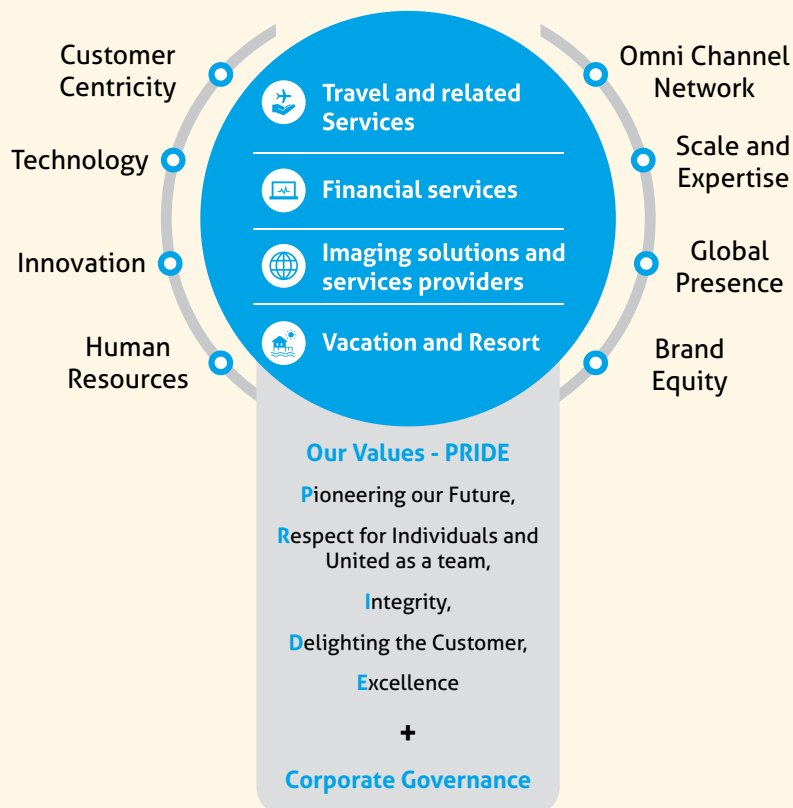 Customer
Centricity
Technology
Innovation
Human
Resources
Travel and related
Services
Financial services
Imaging solutions and
services providers
Vacation and Resort
Omni Channel
Network
Scale and
Expertise
Global
Presence
Brand
Equity
Our Values - PRIDE
Pioneering our Future,
Respect for Individuals and
United as a team,
Integrity,
Delighting the Customer,
Excellence
+
Corporate Governance